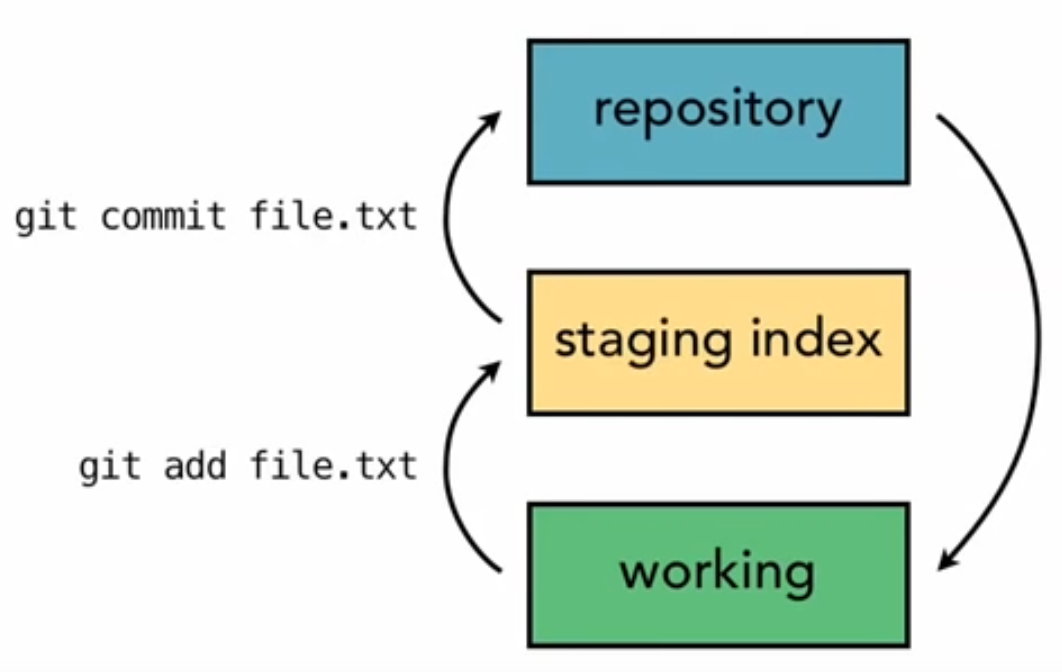 repository
git commit file.txt
staging index
git add file.txt
working